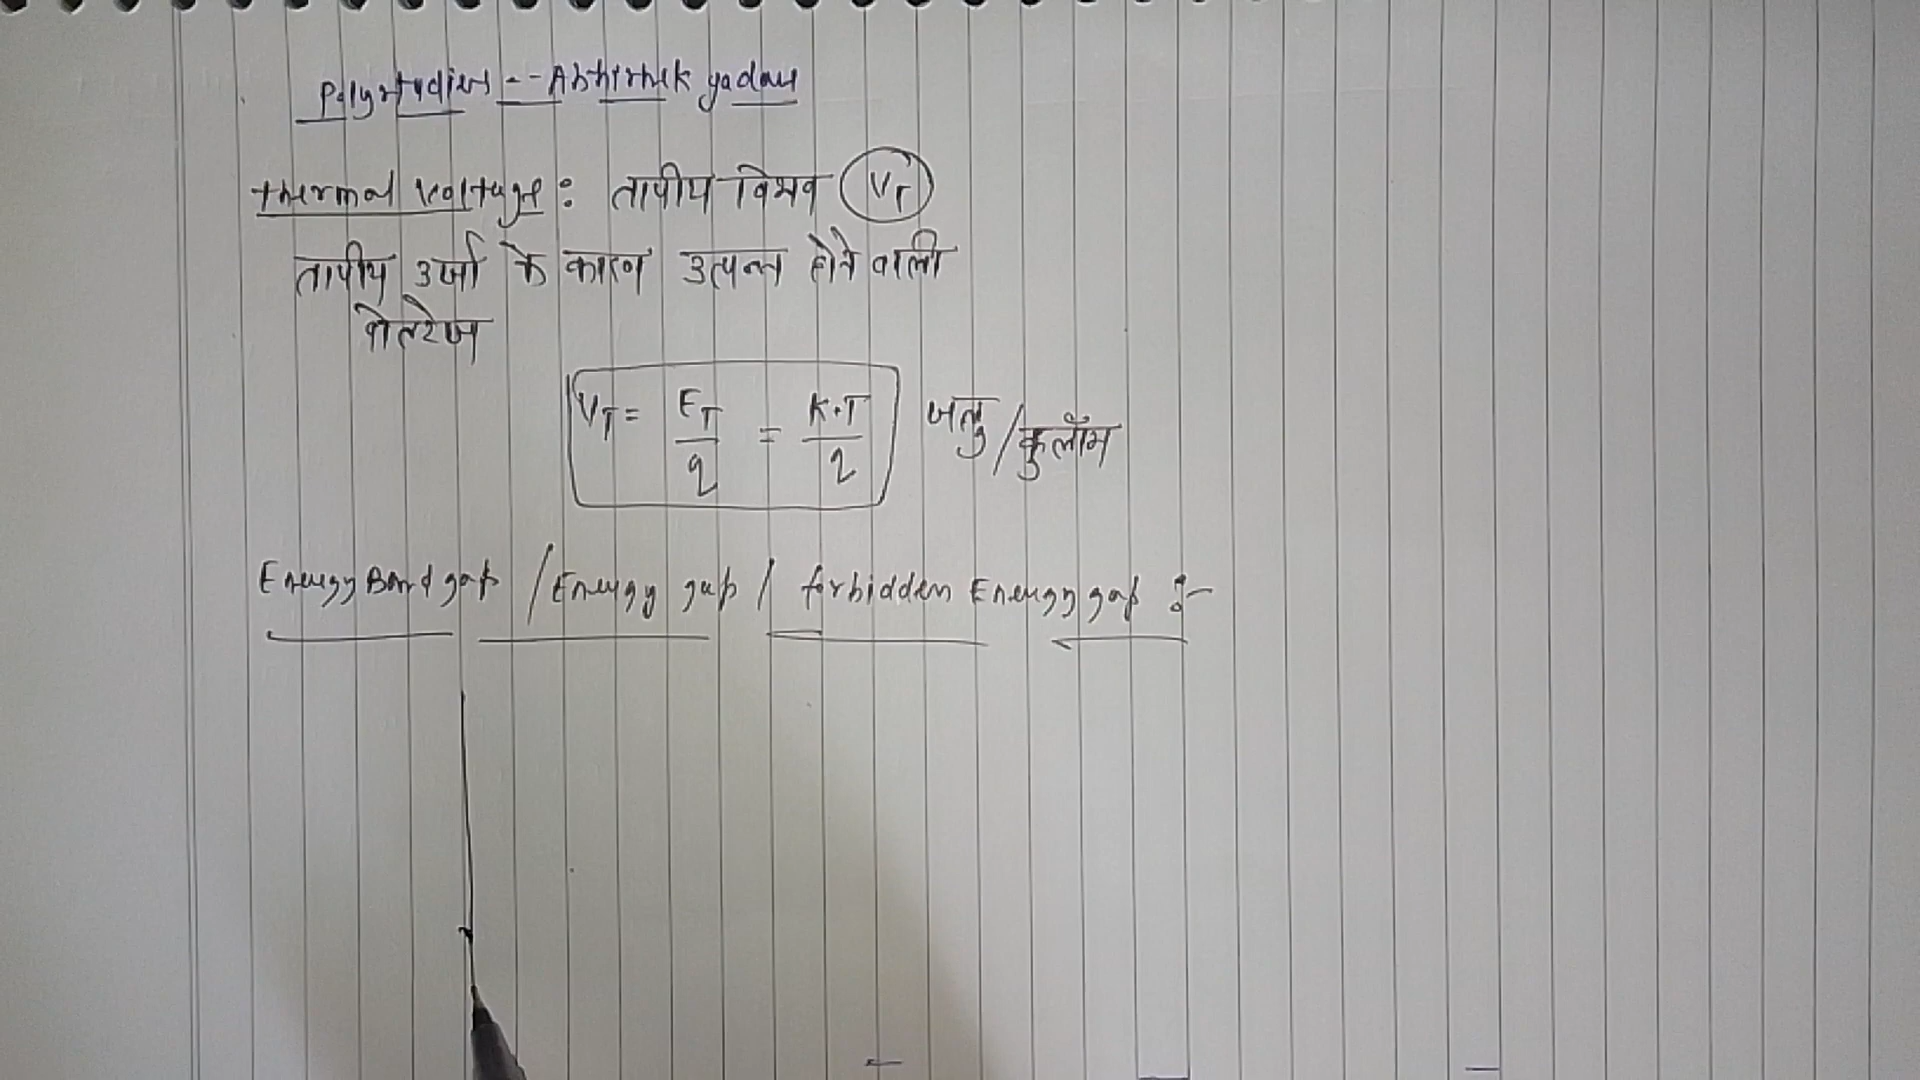 Polystudies -- Abhishek yadav
thermal voltage : तापीय विभव VT
तापीय उर्जा के कारण उत्पन्न होने वाली
वोल्टेज
VT = ET/q = K.T/q जूल/कुलॉम
Energy Band gap / Energy gap / forbidden Energy gap :-